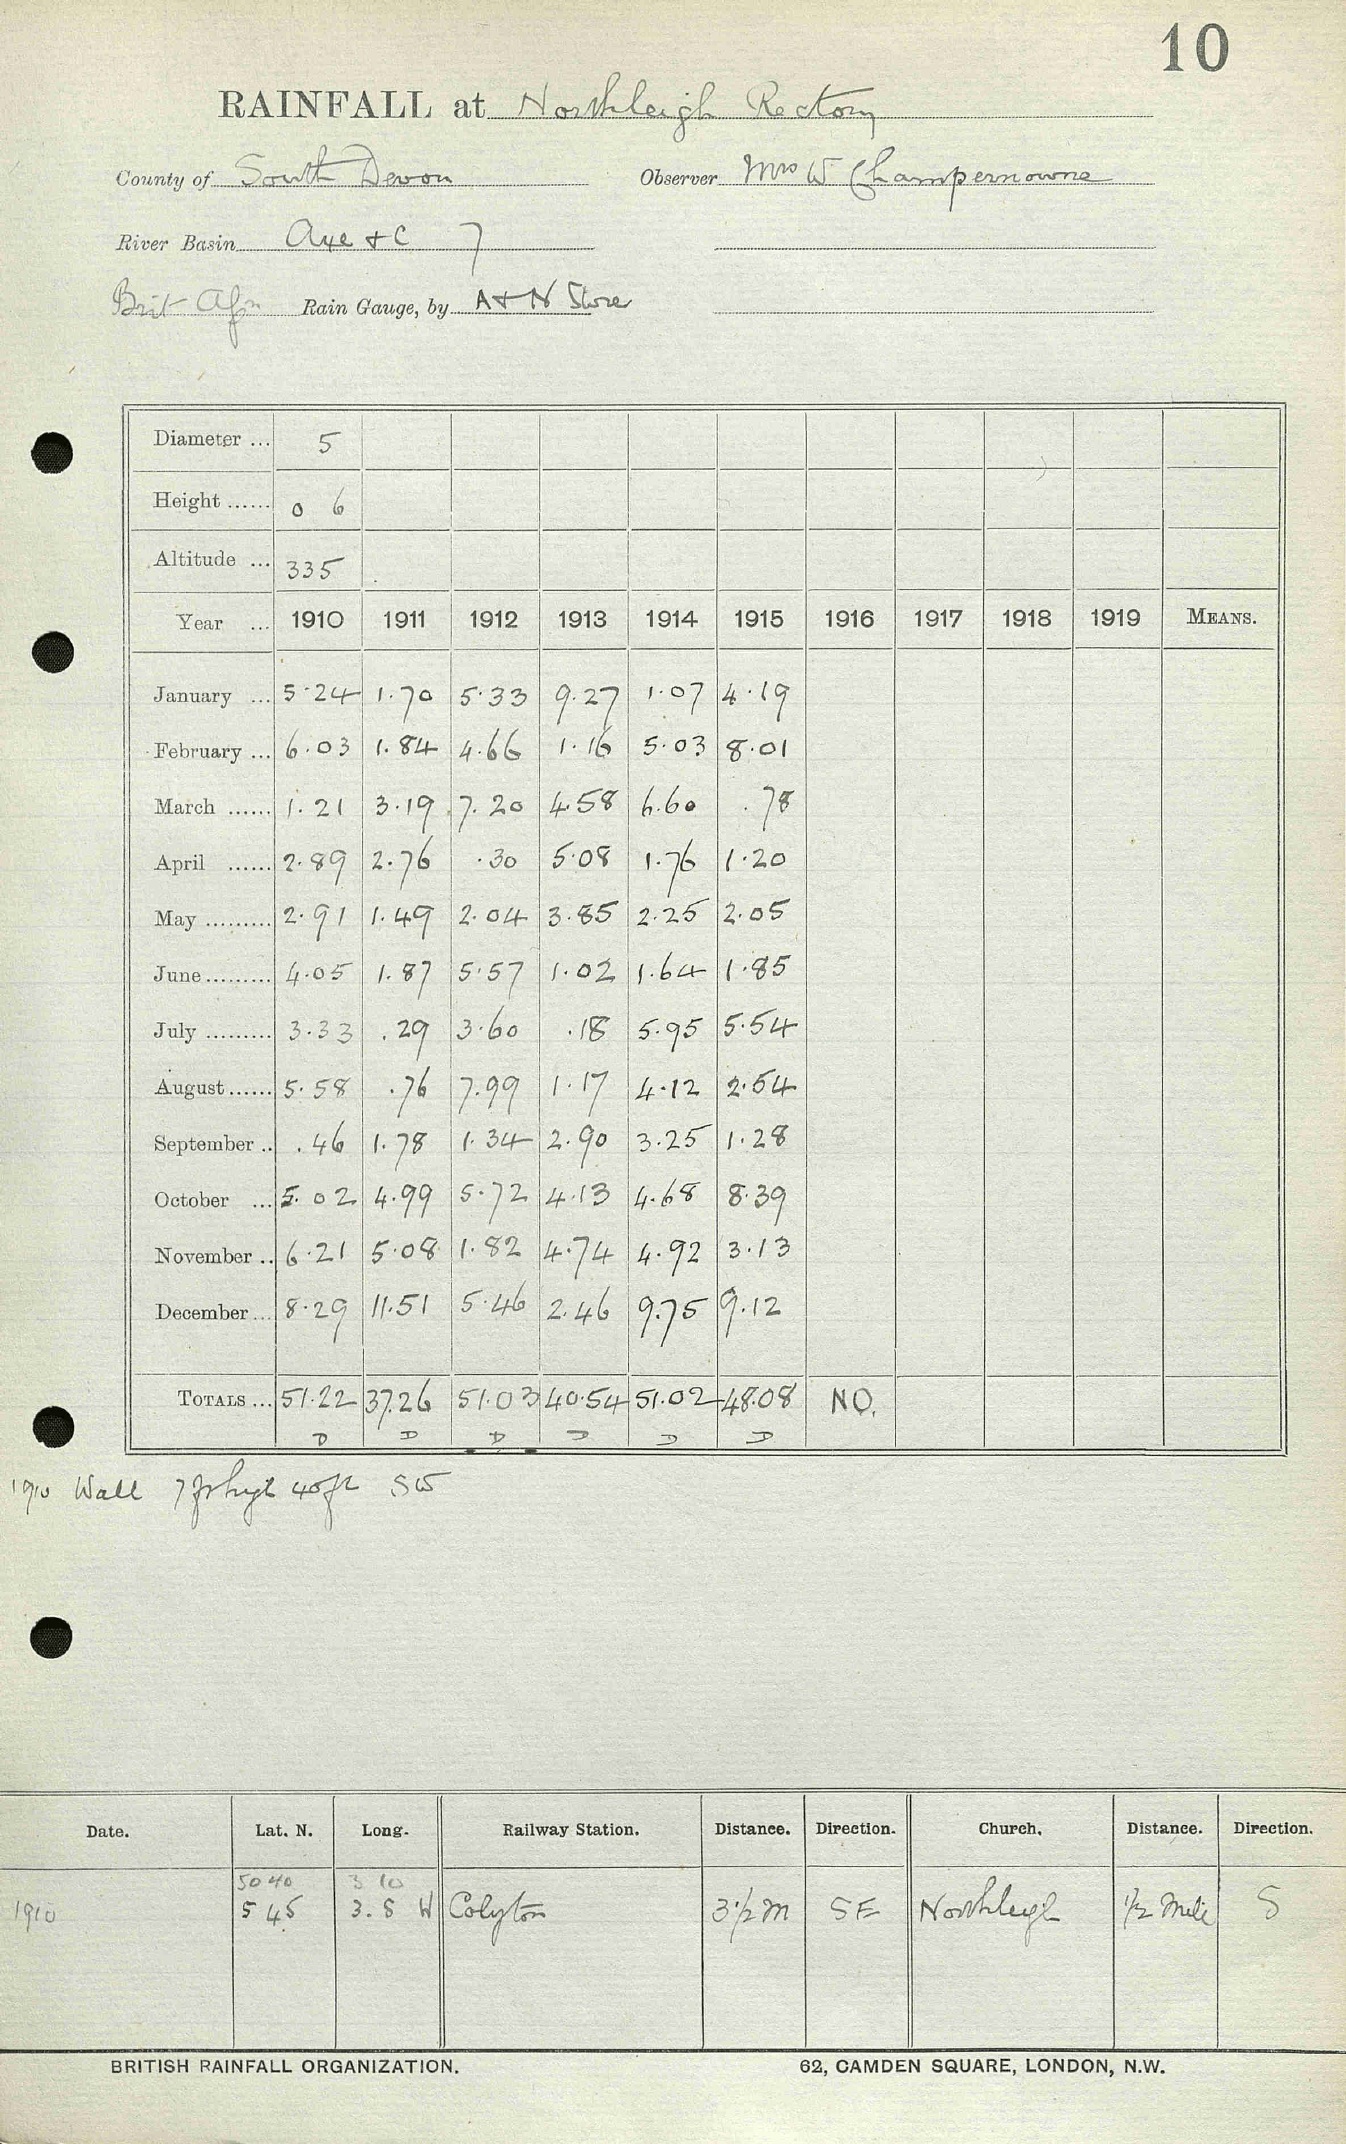 10
RAINFALL at Northleigh Rectory
County of South Devon Observer Mrs W Champernowne
River Basin Axe & C 7
Brit Apn Rain Gauge, by A & N Store
Diameter ... 5
Height ...... 0 6
Altitude ... 335
Year ... 1910 1911 1912 1913 1914 1915 1916 1917 1918 1919 MEANS.
January ... 5.24 1.70 5.33 9.27 1.07 4.19
February ... 6.03 1.84 4.66 1.16 5.03 8.01
March ...... 1.21 3.19 7.20 4.58 6.60 .78
April ...... 2.89 2.76 .30 5.08 1.76 1.20
May ......... 2.91 1.49 2.04 3.85 2.25 2.05
June ......... 4.05 1.87 5.57 1.02 1.64 1.85
July ......... 3.33 .29 3.60 .18 5.95 5.54
August ...... 5.58 .76 7.99 1.17 4.12 2.54
September .. .46 1.78 1.34 2.90 3.25 1.28
October ... 5.02 4.99 5.72 4.13 4.68 8.39
November .. 6.21 5.08 1.82 4.74 4.92 3.13
December ... 8.29 11.51 5.46 2.46 9.75 9.12
TOTALS ... 51.22 37.26 51.03 40.54 51.02 48.08 NO.
D D D D D D
1910 Wall 7 ft hight 40 ft SW
Date. Lat. N. Long. Railway Station. Distance. Direction. Church. Distance. Direction.
50 40 3 10
1910 5 45 3.8 W Colyton 3 1/2 M SE Northleigh 1/2 Mile S
BRITISH RAINFALL ORGANIZATION. 62, CAMDEN SQUARE, LONDON, N.W.